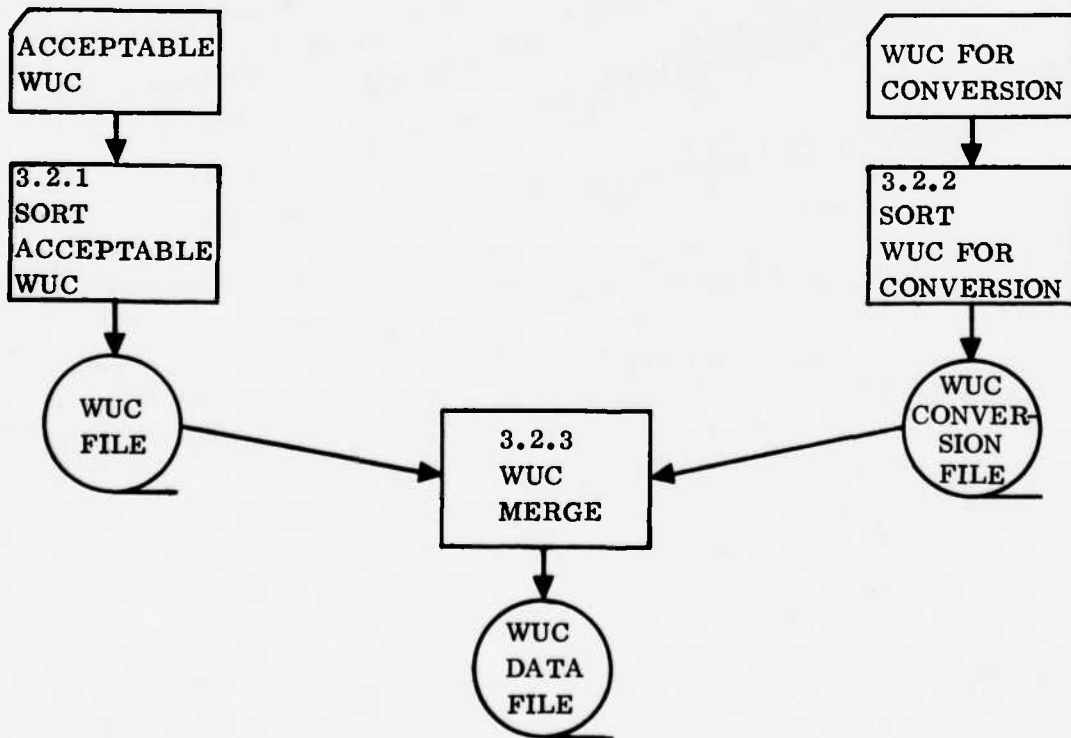 ACCEPTABLE
WUC
WUC FOR
CONVERSION
3.2.1
SORT
ACCEPTABLE
WUC
3.2.2
SORT
WUC FOR
CONVERSION
WUC
FILE
WUC
CONVER-
SION
FILE
3.2.3
WUC
MERGE
WUC
DATA
FILE